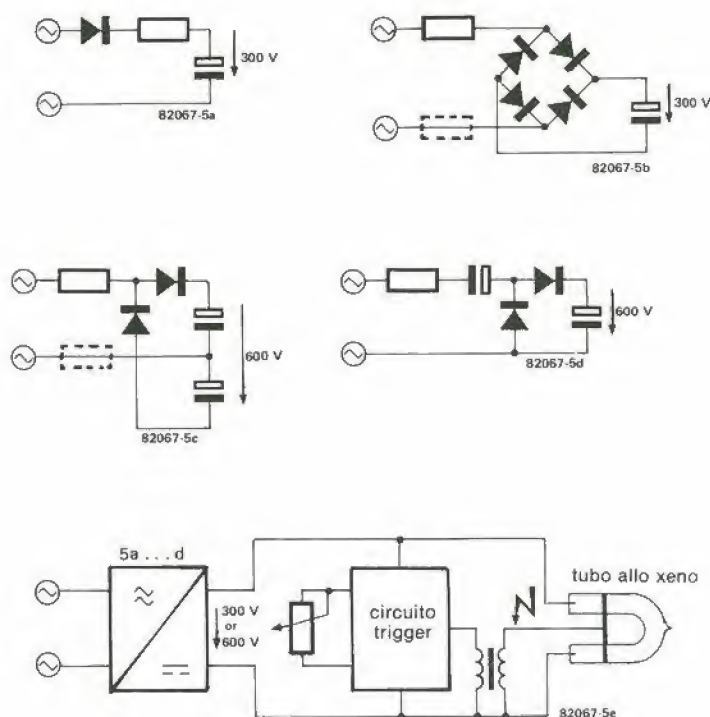 300 V
82067-5a
300 V
82067-5b
600 V
82067-5c
600 V
82067-5d
5a . . . d
300 V
or
600 V
circuito
trigger
tubo allo xeno
82067-5e